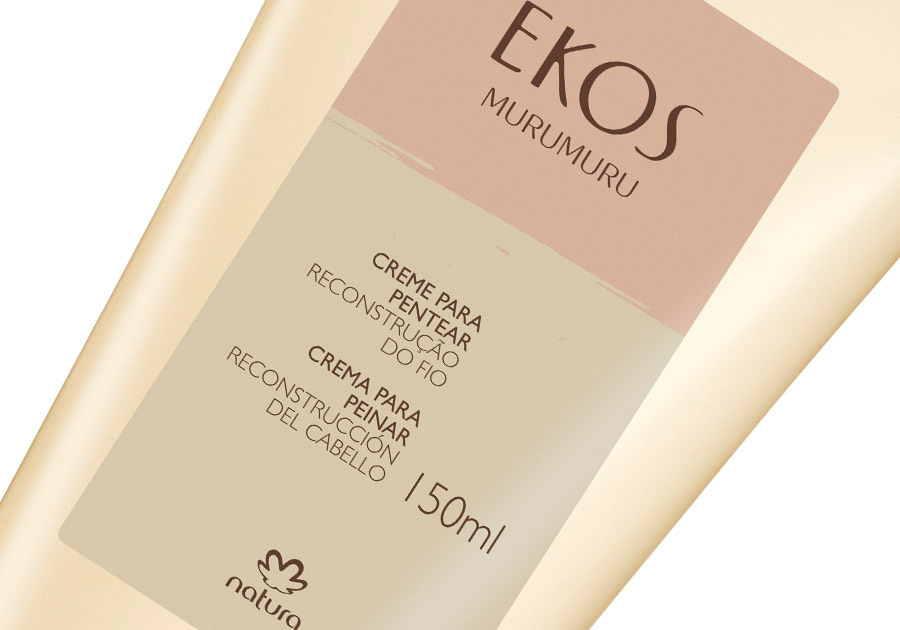 EKOS
MURUMURU
CREME PARA
PENTEAR
RECONSTRUÇÃO
DO FIO
CREMA PARA
PEINAR
RECONSTRUCCIÓN
DEL CABELLO
150ml
natura